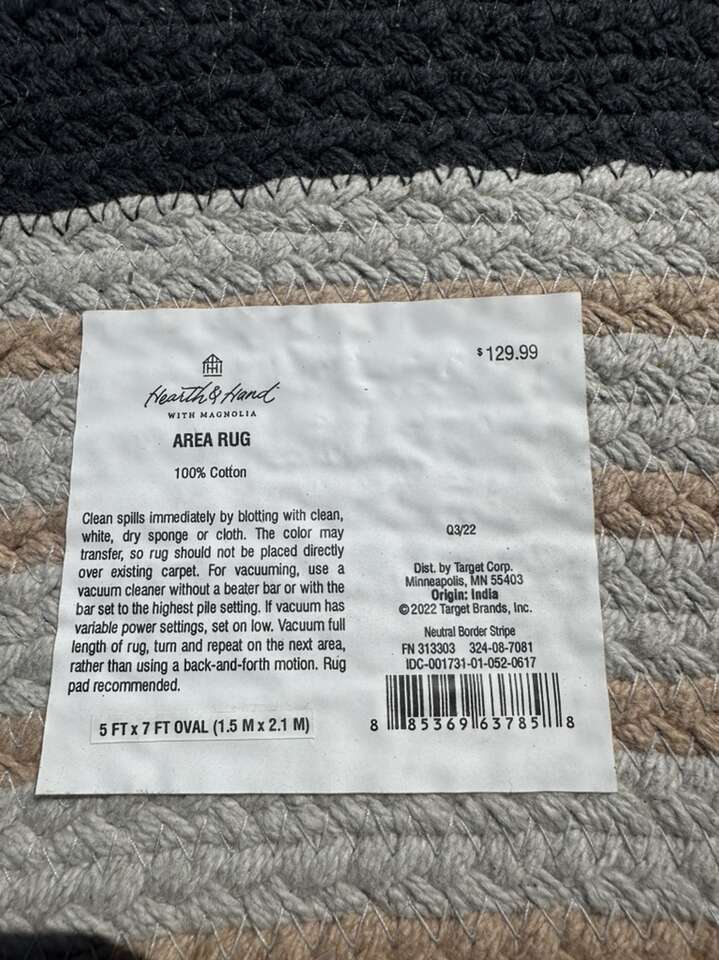 Hearth & Hand
WITH MAGNOLIA
AREA RUG
100% Cotton
Clean spills immediately by blotting with clean,
white, dry sponge or cloth. The color may
transfer, so rug should not be placed directly
over existing carpet. For vacuuming, use a
vacuum cleaner without a beater bar or with the
bar set to the highest pile setting. If vacuum has
variable power settings, set on low. Vacuum full
length of rug, turn and repeat on the next area,
rather than using a back-and-forth motion. Rug
pad recommended.
5 FT x 7 FT OVAL (1.5 M x 2.1 M)
$129.99
Q3/22
Dist. by Target Corp.
Minneapolis, MN 55403
Origin: India
©2022 Target Brands, Inc.
Neutral Border Stripe
FN 313303 324-08-7081
IDC-001731-01-052-0617
8 85369 63785 8